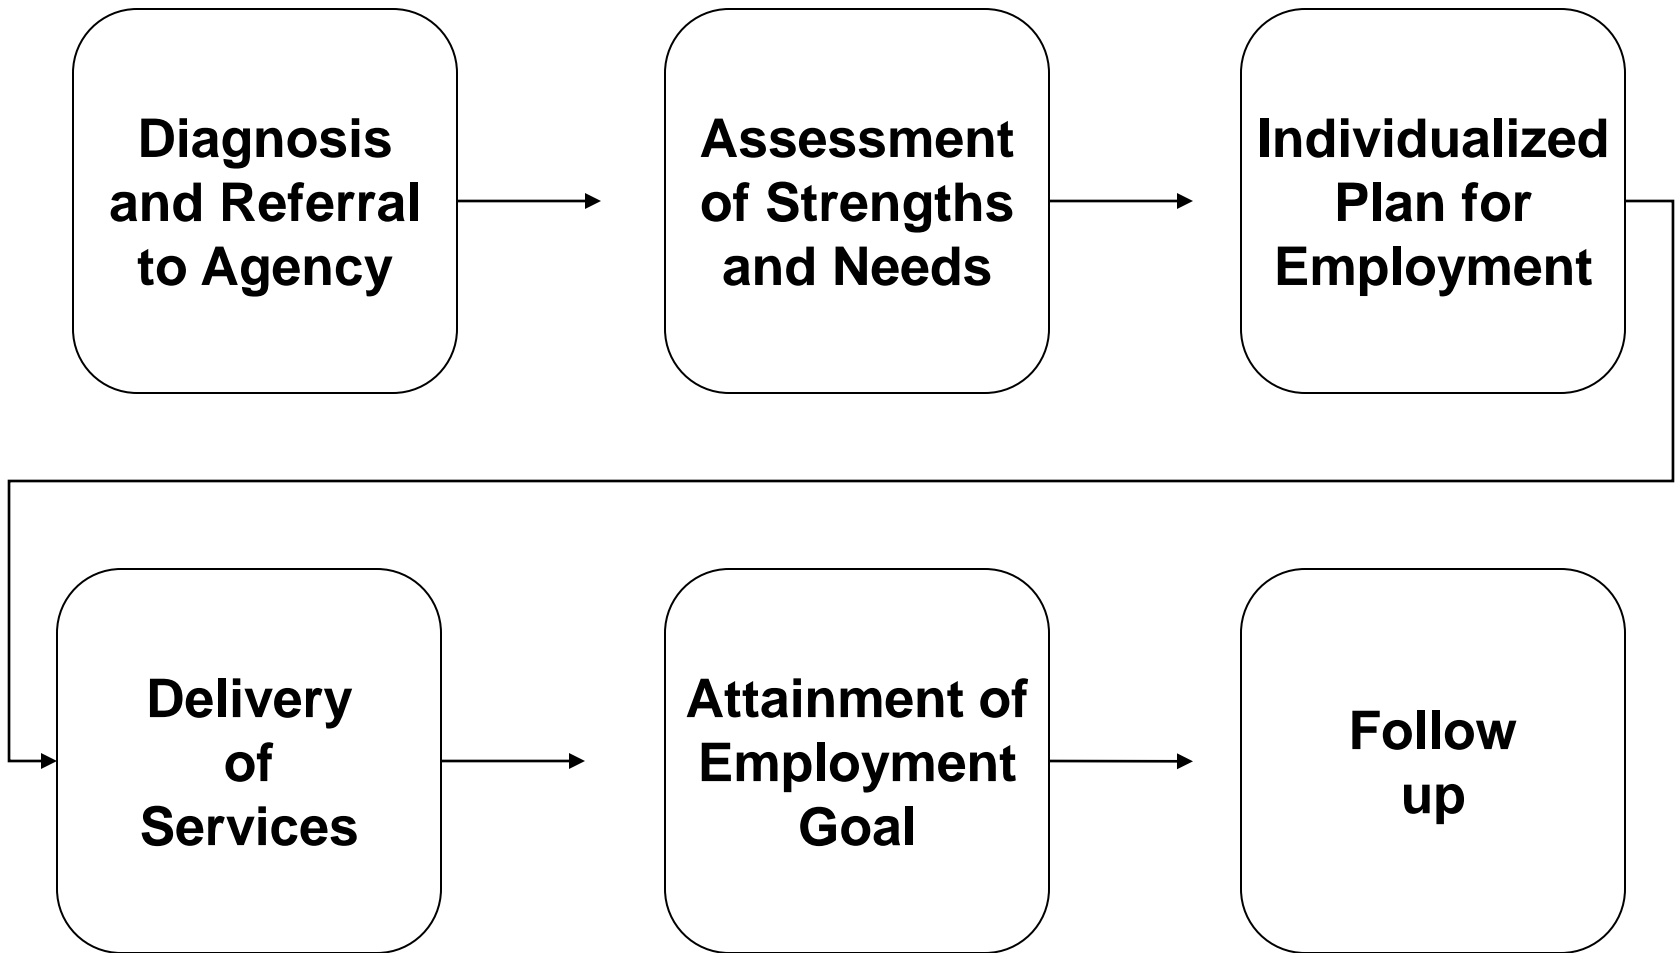 Diagnosis
and Referral
to Agency
Assessment
of Strengths
and Needs
Individualized
Plan for
Employment
Delivery
of
Services
Attainment of
Employment
Goal
Follow
up